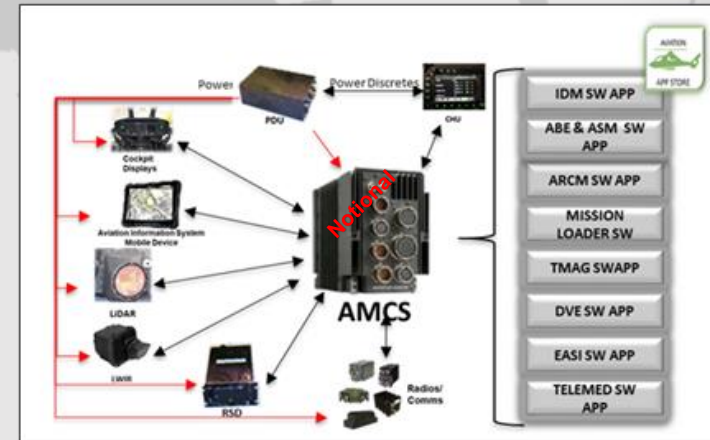 Power
PDU
Power Discretes
CHU
Cockpit
Displays
Aviation Information System
Mobile Device
LiDAR
LWIR
RSD
Notional
AMCS
Radios/
Comms
AVIATION
APP STORE
IDM SW APP
ABE & ASM SW
APP
ARCM SW APP
MISSION
LOADER SW
TMAG SWAPP
DVE SW APP
EASI SW APP
TELEMED SW
APP